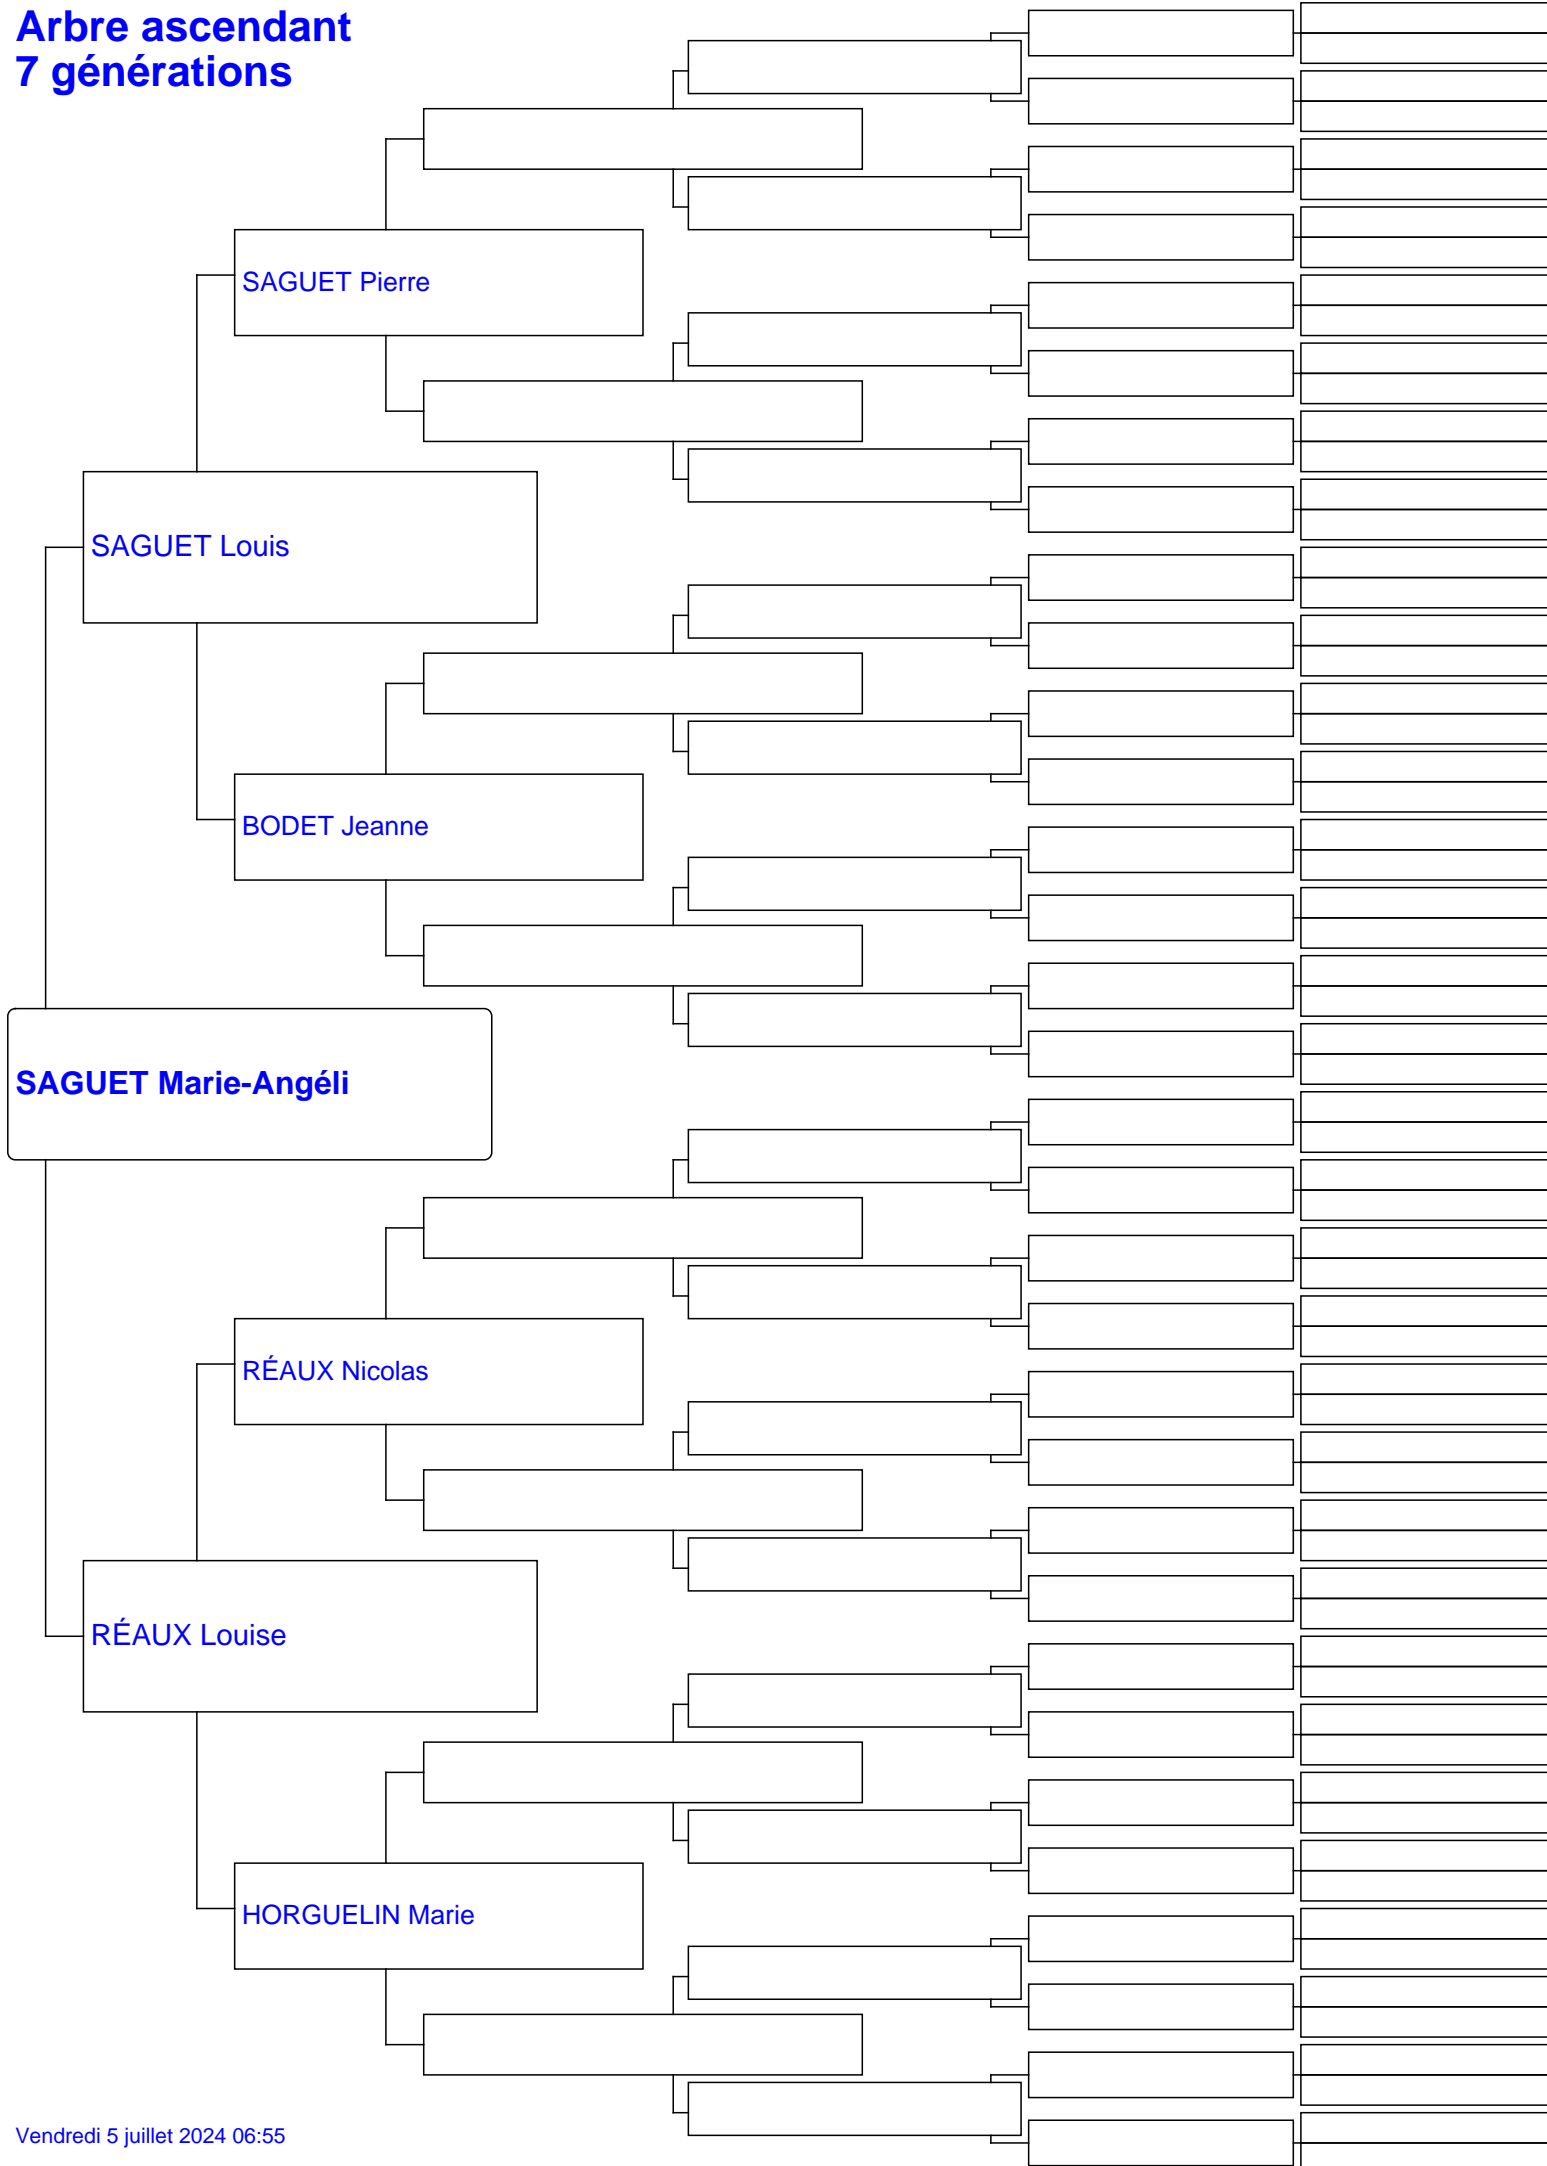 Arbre ascendant
7 générations
SAGUET Pierre
SAGUET Louis
BODET Jeanne
SAGUET Marie-Angéli
RÉAUX Nicolas
RÉAUX Louise
HORGUELIN Marie
Vendredi 5 juillet 2024 06:55